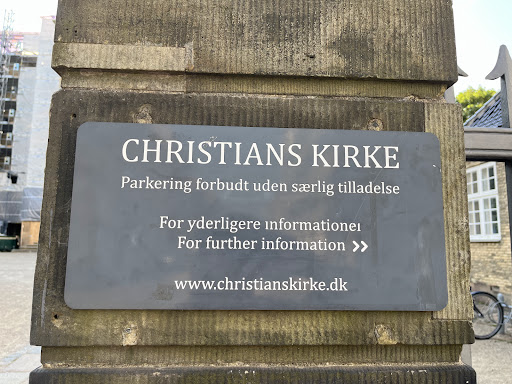 CHRISTIANS KIRKE
Parkering forbudt uden særlig tilladelse
For yderligere informationer
For further information >>
www.christianskirke.dk